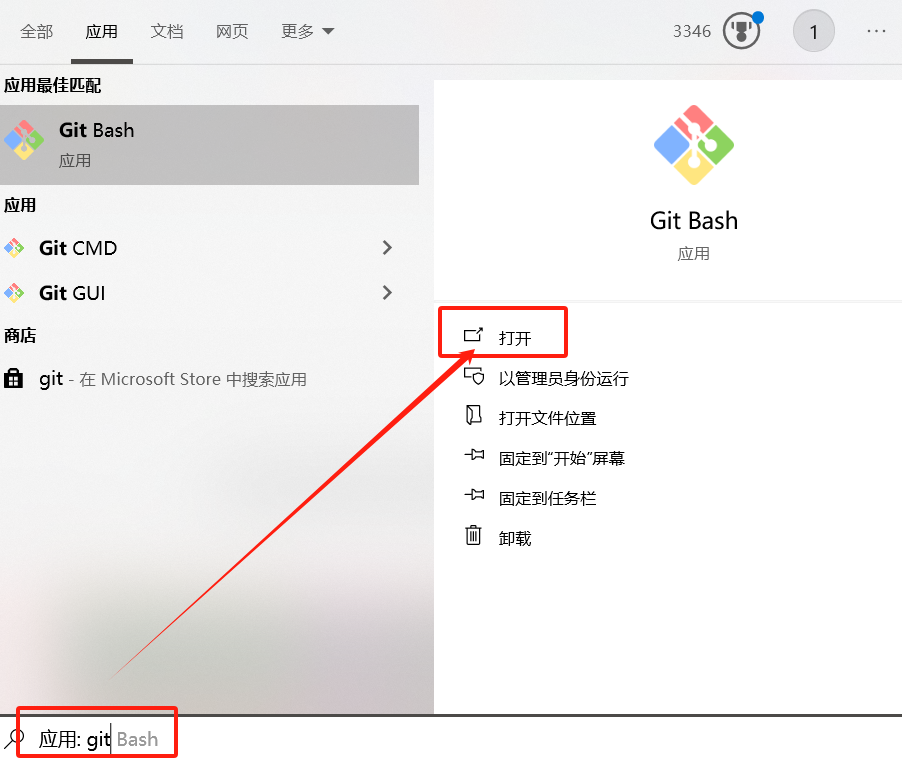 全部 应用 文档 网页 更多 3346 1 ...
应用最佳匹配
Git Bash
应用
应用
Git CMD
Git GUI
商店
git - 在 Microsoft Store 中搜索应用
Git Bash
应用
打开
以管理员身份运行
打开文件位置
固定到“开始”屏幕
固定到任务栏
卸载
应用: git Bash